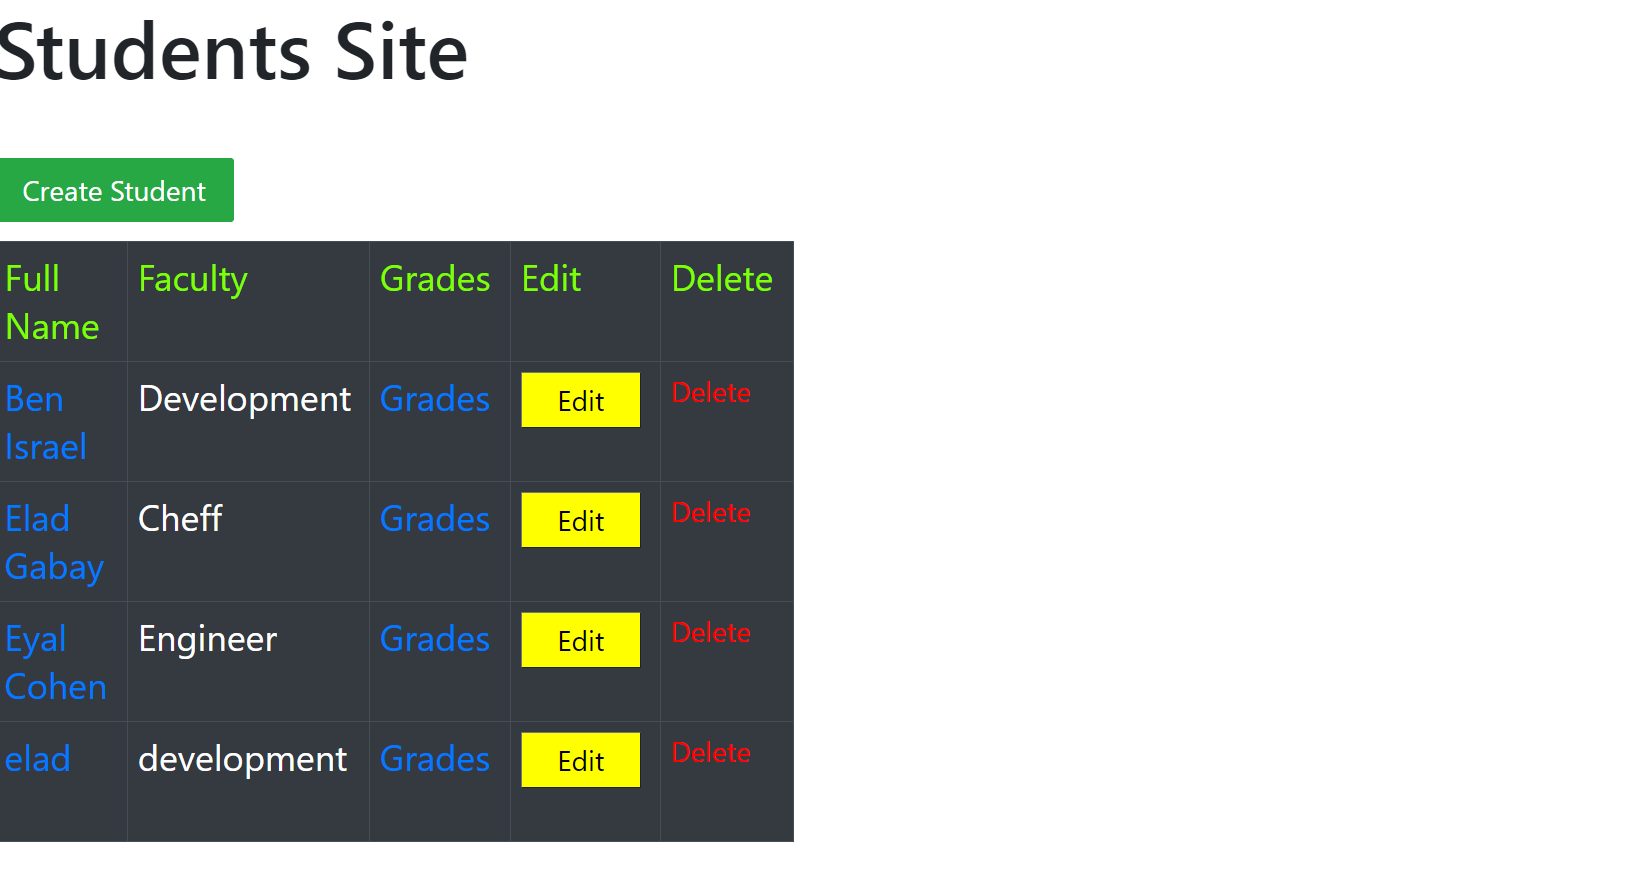 Students Site
Create Student
Full Name Faculty Grades Edit Delete
Ben Israel Development Grades Edit Delete
Elad Gabay Cheff Grades Edit Delete
Eyal Cohen Engineer Grades Edit Delete
elad development Grades Edit Delete